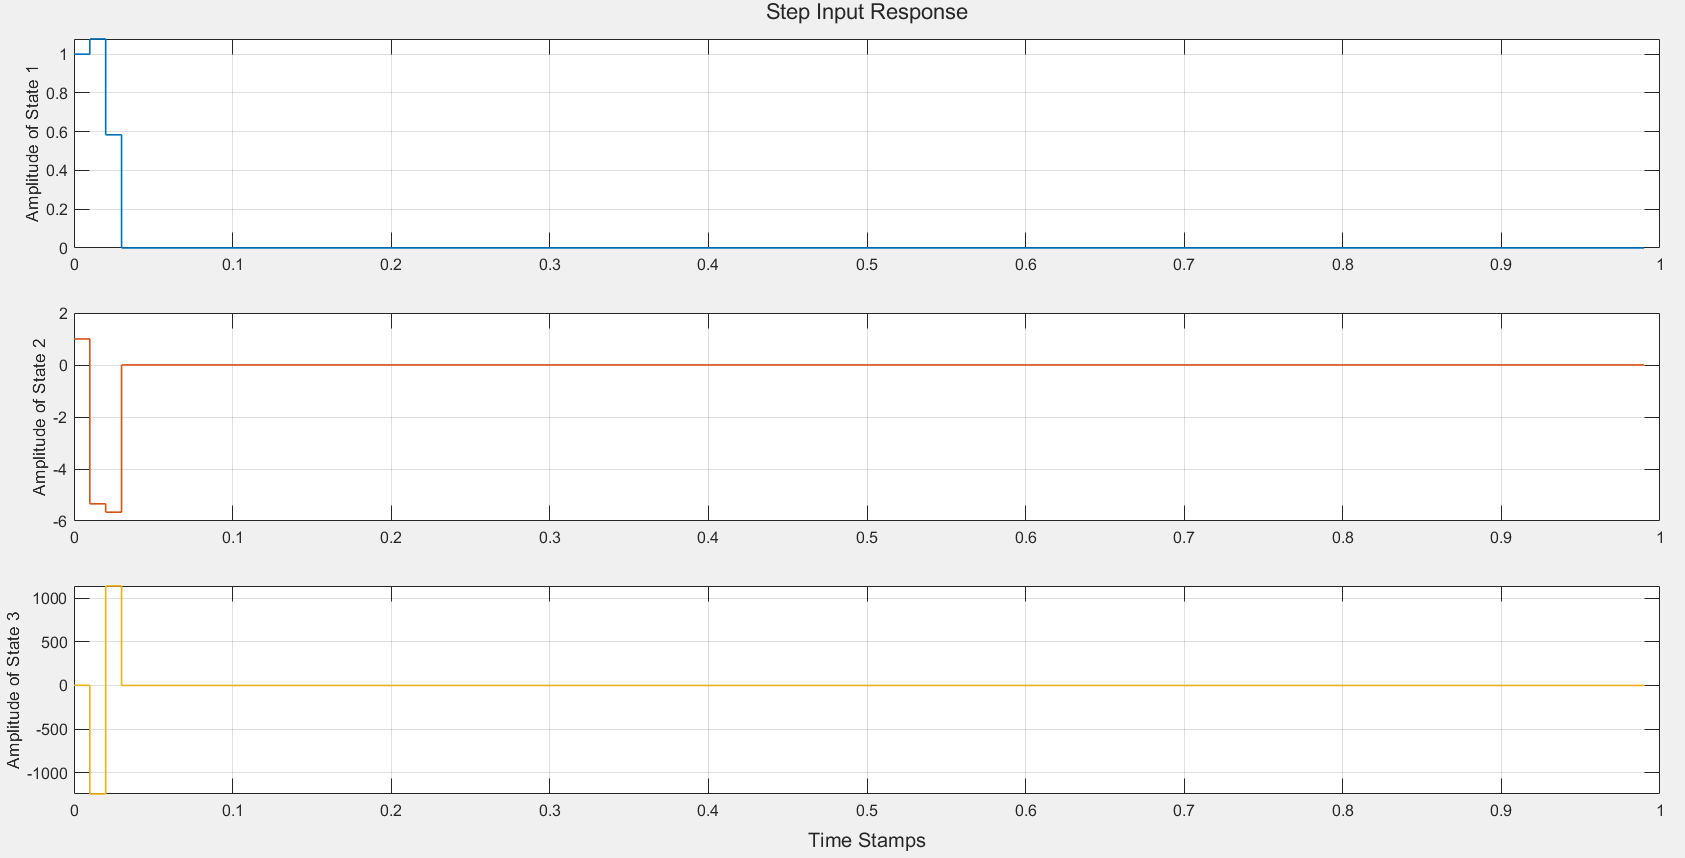 Step Input Response
Amplitude of State 1
1
0.8
0.6
0.4
0.2
0
0 0.1 0.2 0.3 0.4 0.5 0.6 0.7 0.8 0.9 1
Amplitude of State 2
2
0
-2
-4
-6
0 0.1 0.2 0.3 0.4 0.5 0.6 0.7 0.8 0.9 1
Amplitude of State 3
1000
500
0
-500
-1000
0 0.1 0.2 0.3 0.4 0.5 0.6 0.7 0.8 0.9 1
Time Stamps